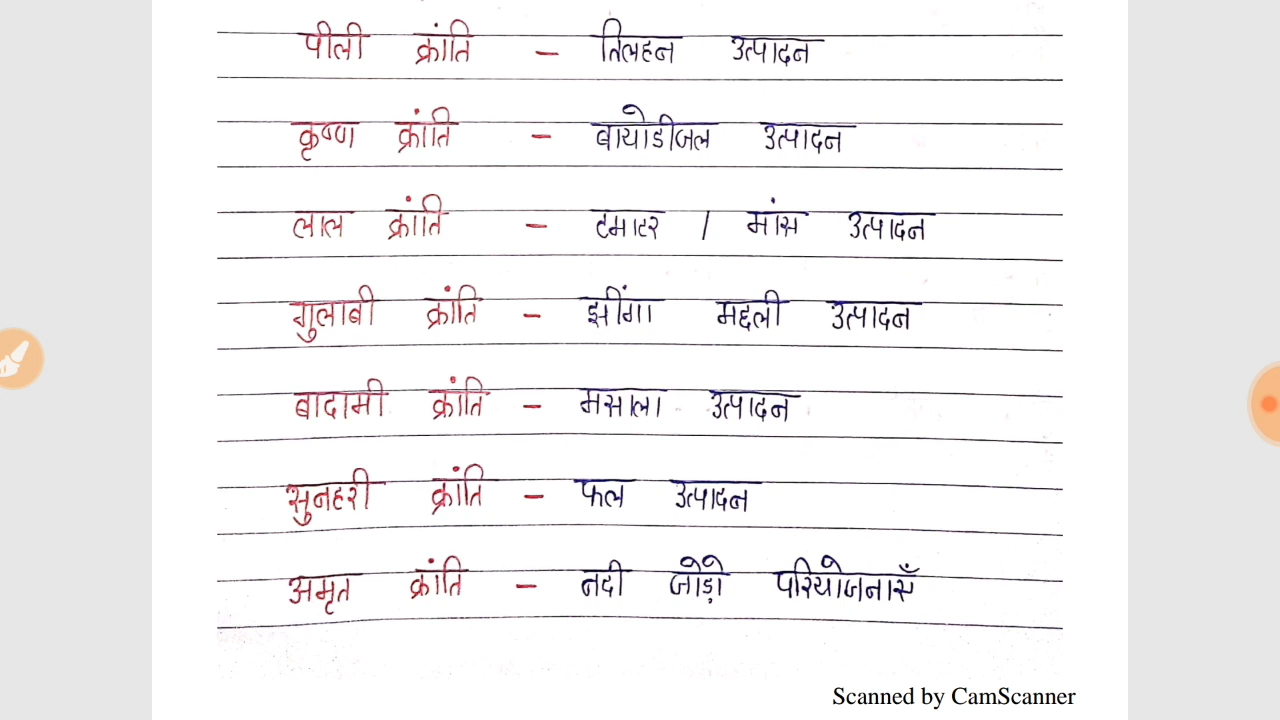 पीली क्रांति - तिलहन उत्पादन
कृष्ण क्रांति - बायोडीजल उत्पादन
लाल क्रांति - टमाटर / मांस उत्पादन
गुलाबी क्रांति - झींगा मछली उत्पादन
बादामी क्रांति - मसाला उत्पादन
सुनहरी क्रांति - फल उत्पादन
अमृत क्रांति - नदी जोड़ो परियोजनाएँ
Scanned by CamScanner